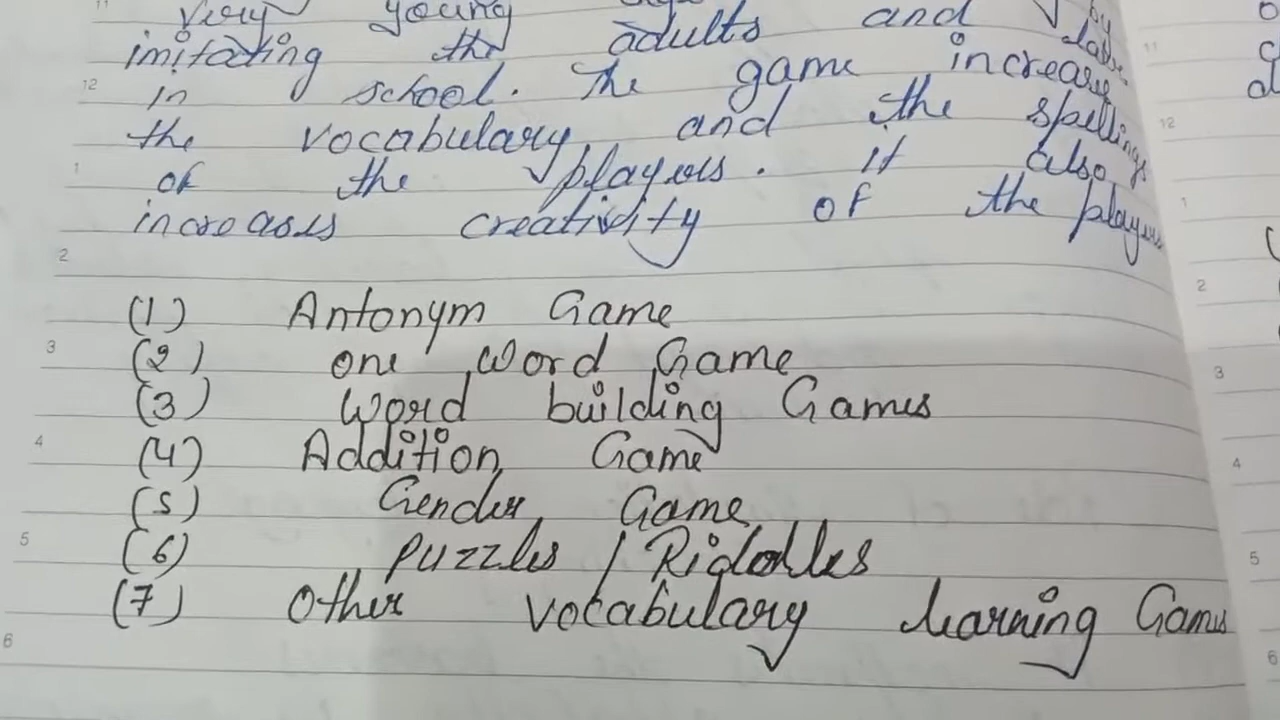 very young
imitating the adults and by
in school. The game increases
the vocabulary and the spellings
of the players. it also
increases creativity of the players
(1) Antonym Game
(2) one word Game
(3) Word building Games
(4) Addition Game
(5) Gender Game
(6) Puzzles / Riddles
(7) Other vocabulary learning Games